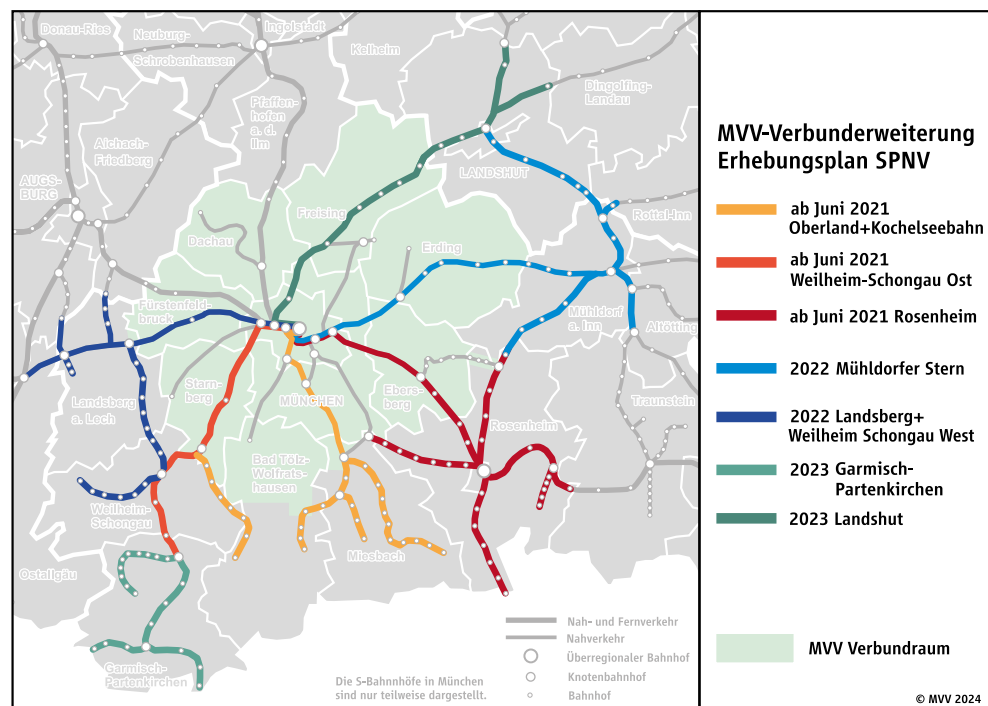 Donau-Ries
Neuburg-
Schrobenhausen
Ingolstadt
Kelheim
Dingolfing-
Landau
Pfaffen-
hofen
a. d.
Ilm
Aichach-
Friedberg
AUGS-
BURG
LANDSHUT
Rottal-Inn
Freising
Dachau
Erding
Fürstenfeld-
bruck
Mühldorf
a. Inn
Altötting
Starn-
berg
MÜNCHEN
Ebers-
berg
Landsberg
a. Lech
Traunstein
Rosenheim
Bad Tölz-
Wolfrats-
hausen
Weilheim-
Schongau
Miesbach
Ostallgäu
Garmisch-
Partenkirchen
Nah- und Fernverkehr
Nahverkehr
Überregionaler Bahnhof
Knotenbahnhof
Bahnhof
Die S-Bahnhöfe in München
sind nur teilweise dargestellt.
MVV-Verbunderweiterung
Erhebungsplan SPNV
ab Juni 2021
Oberland+Kochelseebahn
ab Juni 2021
Weilheim-Schongau Ost
ab Juni 2021 Rosenheim
2022 Mühldorfer Stern
2022 Landsberg+
Weilheim Schongau West
2023 Garmisch-
Partenkirchen
2023 Landshut
MVV Verbundraum
© MVV 2024